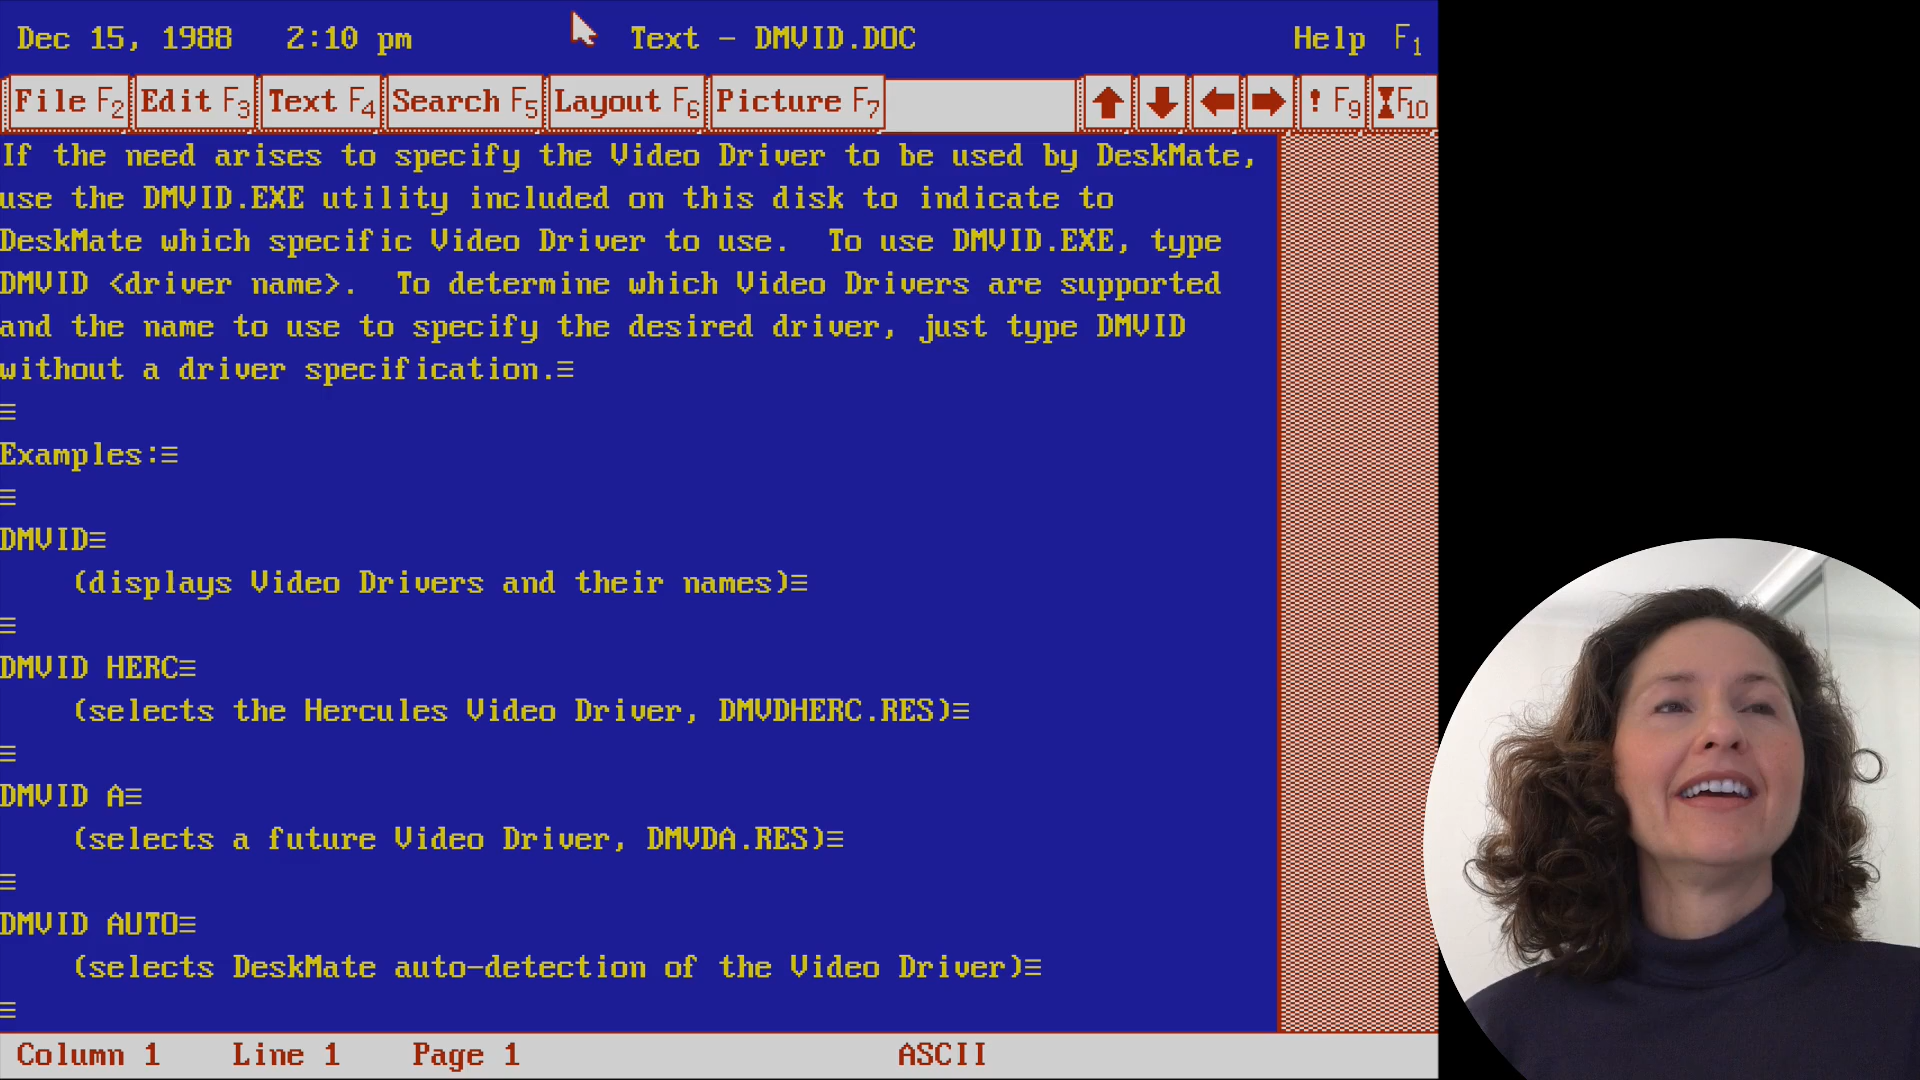 Dec 15, 1988   2:10 pm   Text - DMVID.DOC   Help F1
File F2 Edit F3 Text F4 Search F5 Layout F6 Picture F7 ! F9 F10
If the need arises to specify the Video Driver to be used by DeskMate,
use the DMVID.EXE utility included on this disk to indicate to
DeskMate which specific Video Driver to use.  To use DMVID.EXE, type
DMVID <driver name>.  To determine which Video Drivers are supported
and the name to use to specify the desired driver, just type DMVID
without a driver specification.≡
≡
Examples:≡
≡
DMVID≡
(displays Video Drivers and their names)≡
≡
DMVID HERC≡
(selects the Hercules Video Driver, DMVDHERC.RES)≡
≡
DMVID A≡
(selects a future Video Driver, DMVDA.RES)≡
≡
DMVID AUTO≡
(selects DeskMate auto-detection of the Video Driver)≡
≡
Column 1   Line 1   Page 1   ASCII